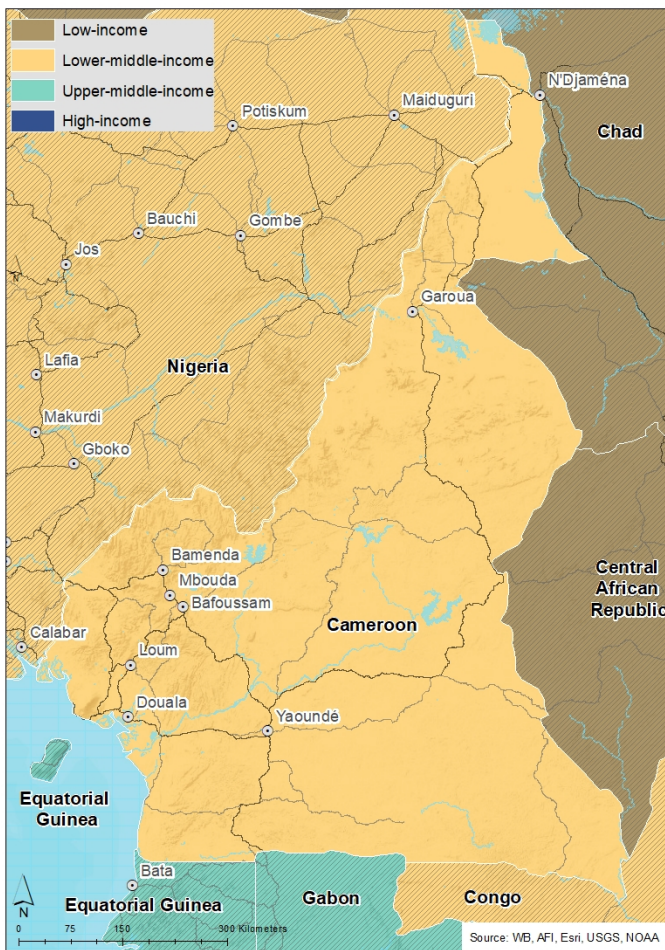 Low-income
Lower-middle-income
Upper-middle-income
High-income
N'Djaména
Maiduguri
Potiskum
Chad
Bauchi
Gombe
Jos
Garoua
Lafia
Nigeria
Makurdi
Gboko
Bamenda
Mbouda
Bafoussam
Central
African
Republic
Cameroon
Calabar
Loum
Douala
Yaoundé
Equatorial
Guinea
Bata
Equatorial Guinea
Gabon
Congo
N
0 75 150 300 Kilometers
Source: WB, AFI, Esri, USGS, NOAA